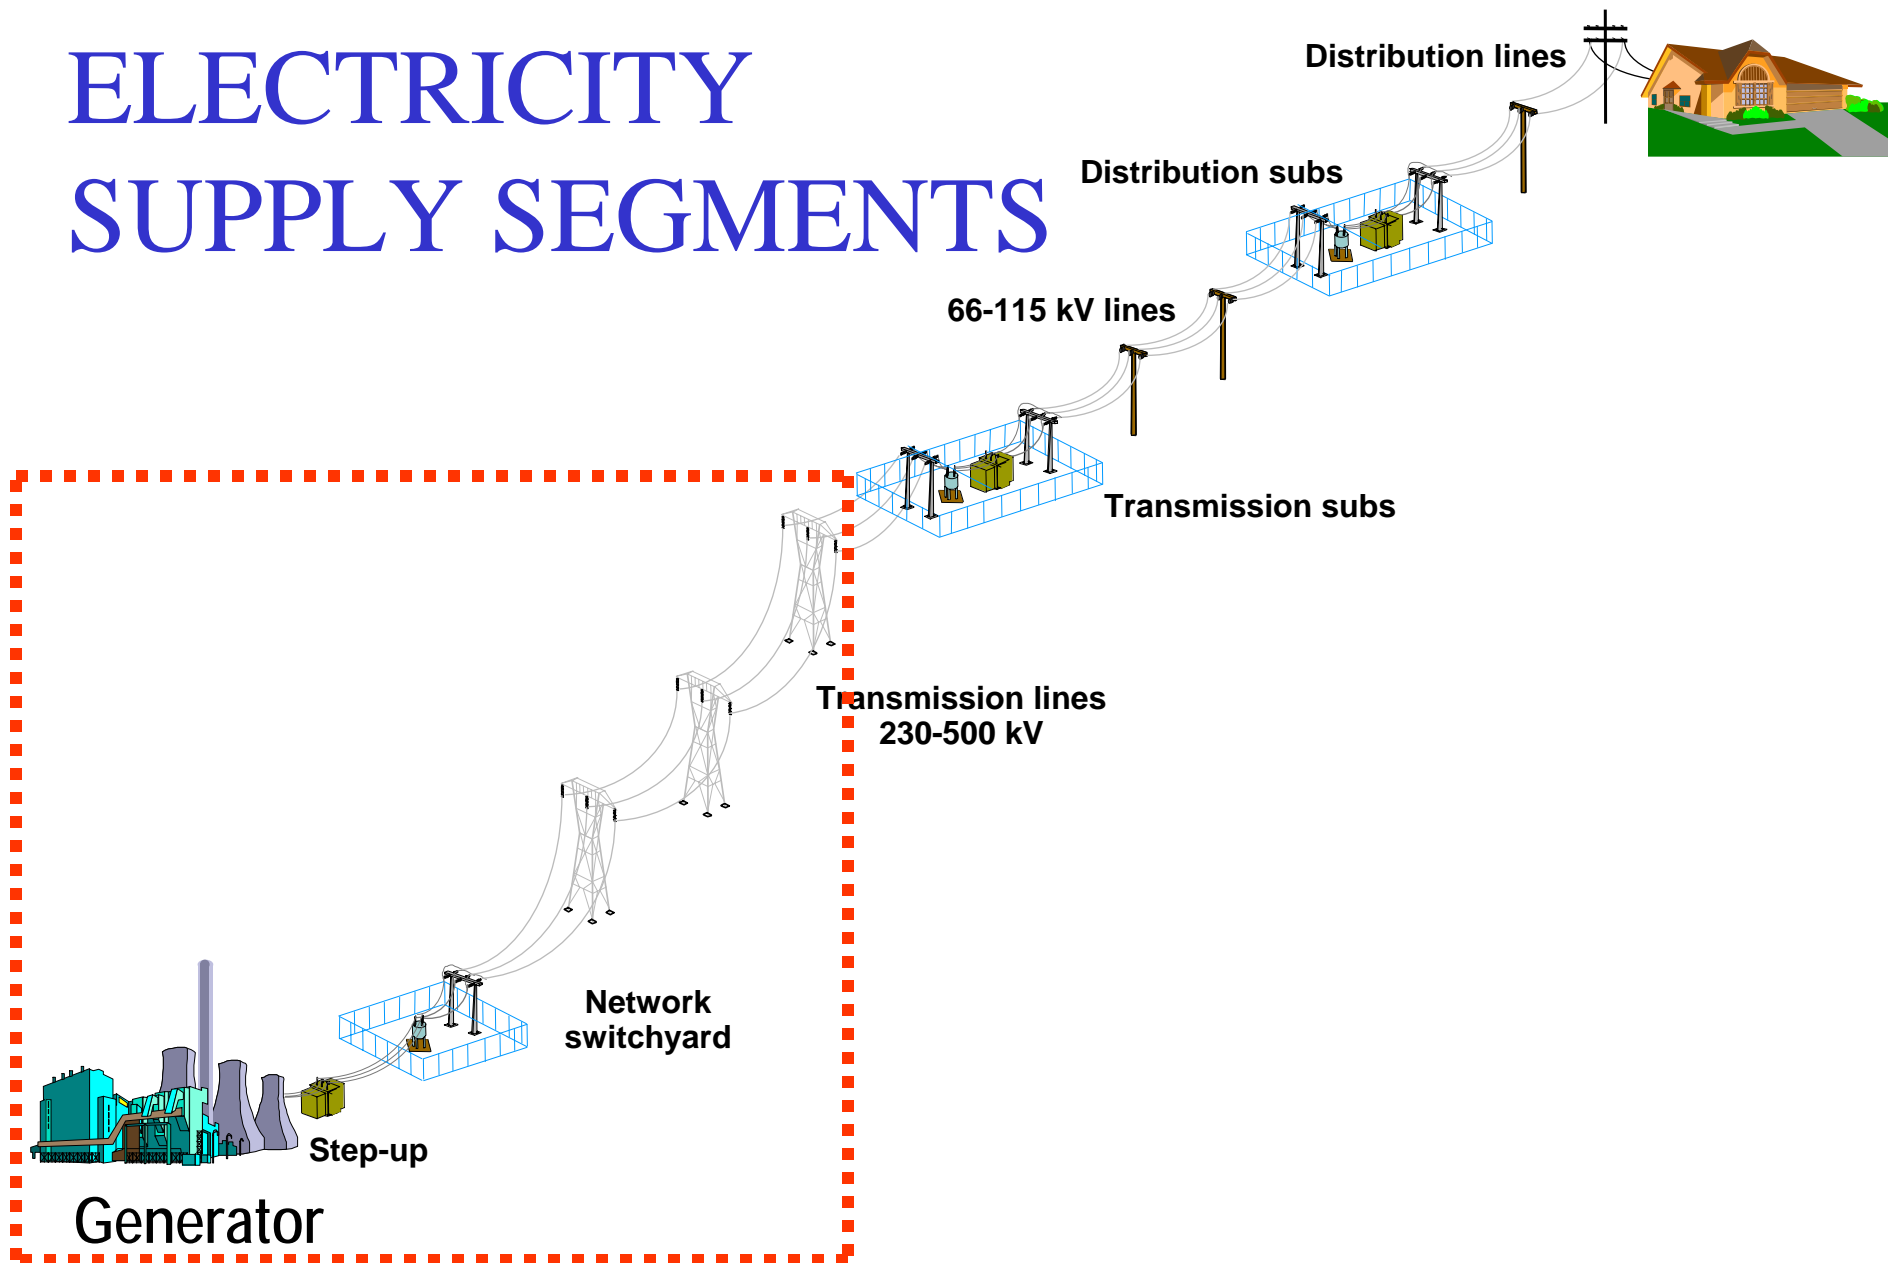 ELECTRICITY
SUPPLY SEGMENTS
Distribution lines
Distribution subs
66-115 kV lines
Transmission subs
Transmission lines
230-500 kV
Network
switchyard
Step-up
Generator